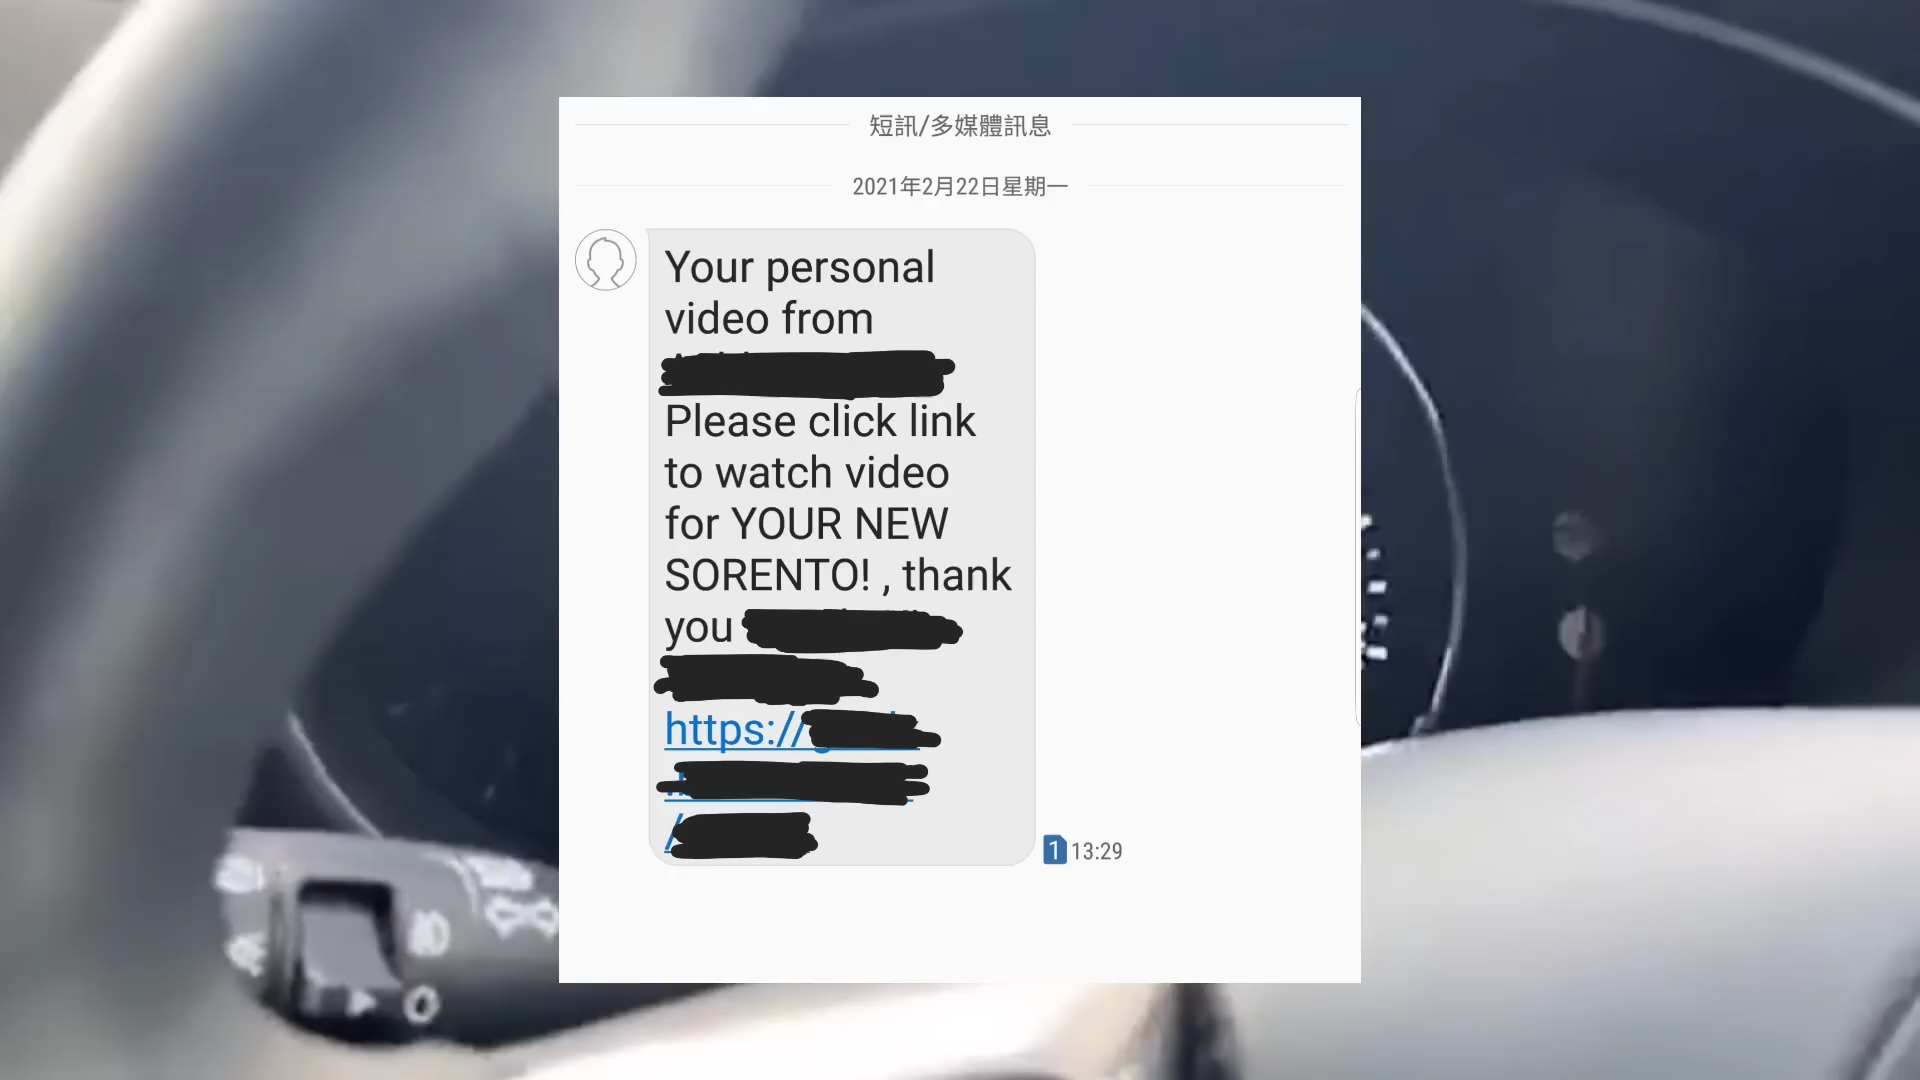 短訊/多媒體訊息
2021年2月22日星期一
Your personal
video from
Please click link
to watch video
for YOUR NEW
SORENTO! , thank
you
https://
/
1 13:29